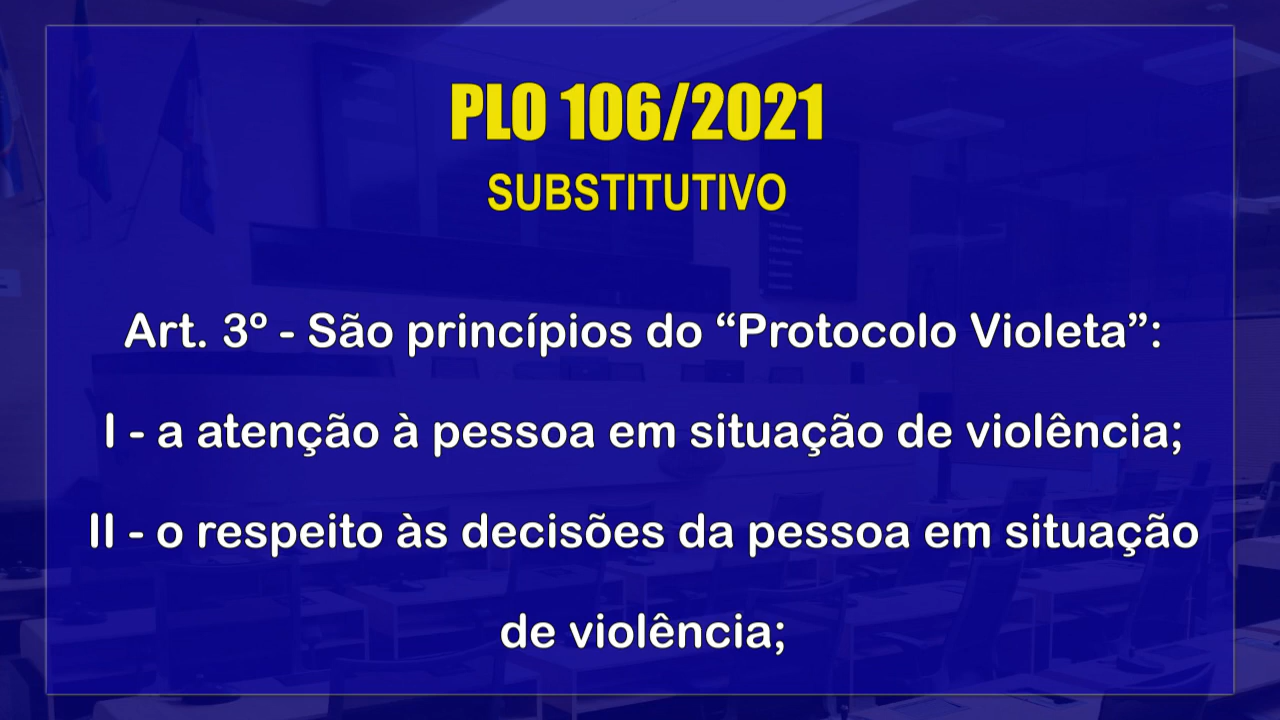 PLO 106/2021
SUBSTITUTIVO
Art. 3º - São princípios do “Protocolo Violeta”:
I - a atenção à pessoa em situação de violência;
II - o respeito às decisões da pessoa em situação
de violência;